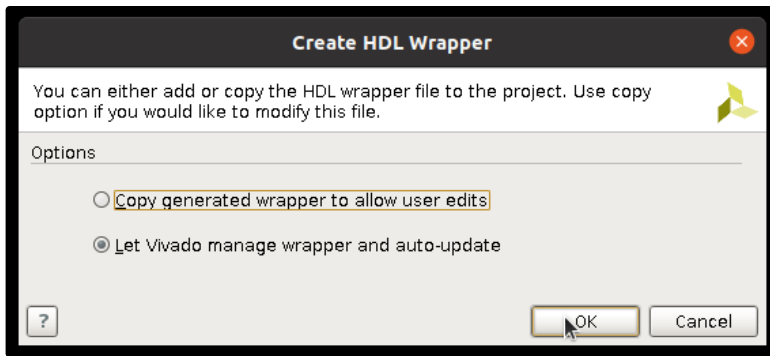 Create HDL Wrapper
You can either add or copy the HDL wrapper file to the project. Use copy
option if you would like to modify this file.
Options
Copy generated wrapper to allow user edits
Let Vivado manage wrapper and auto-update
?
OK
Cancel